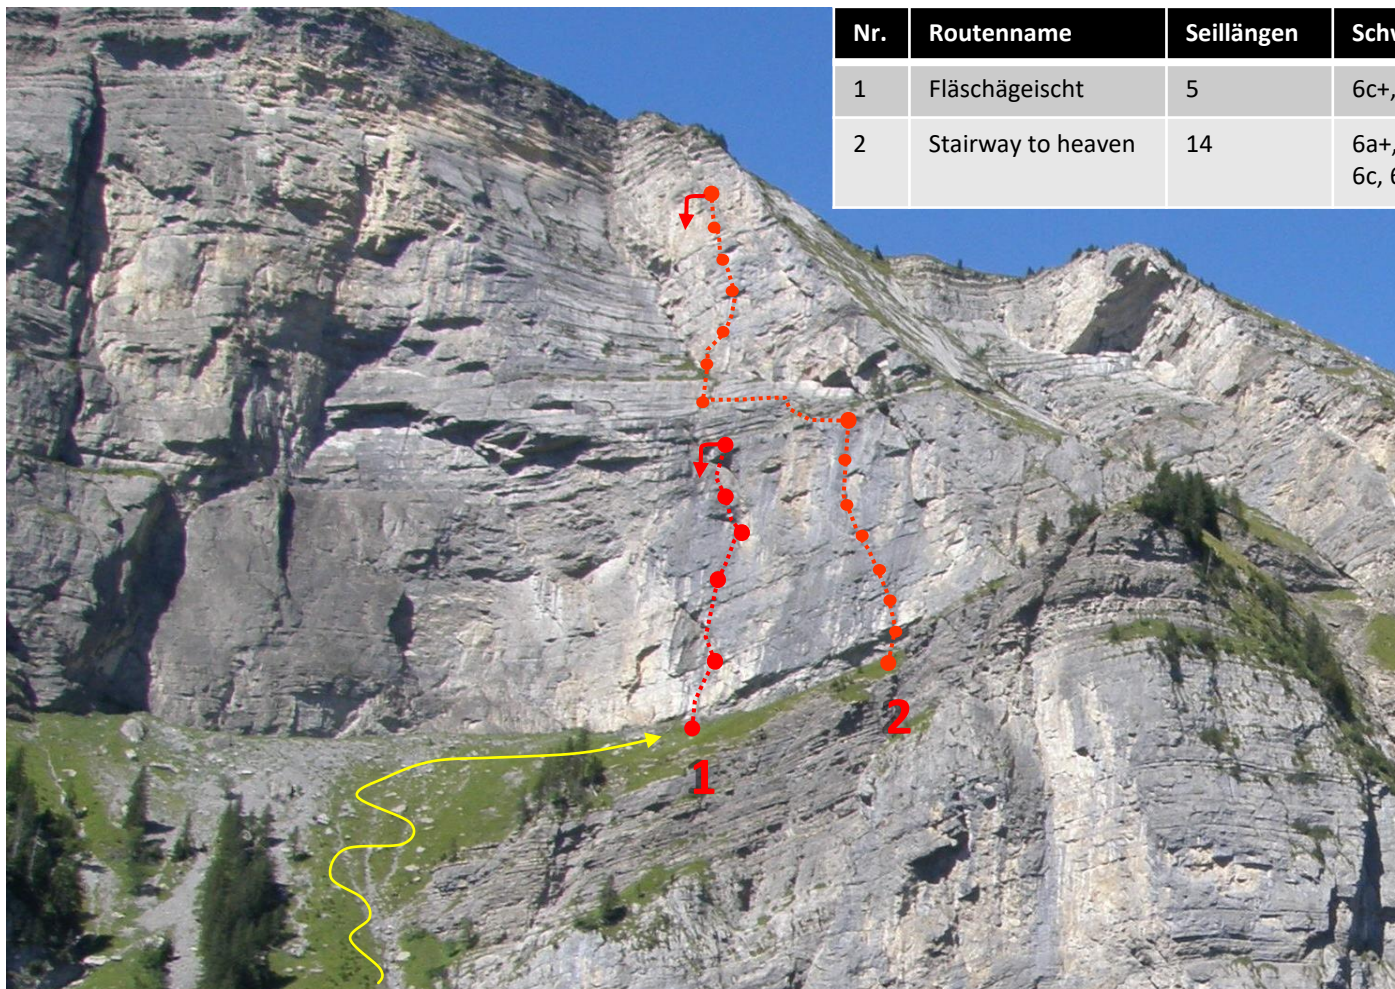 Nr. Routenname Seillängen
1 Fläschägeischt 5 6c+,
2 Stairway to heaven 14 6a+,
6c,
1
2